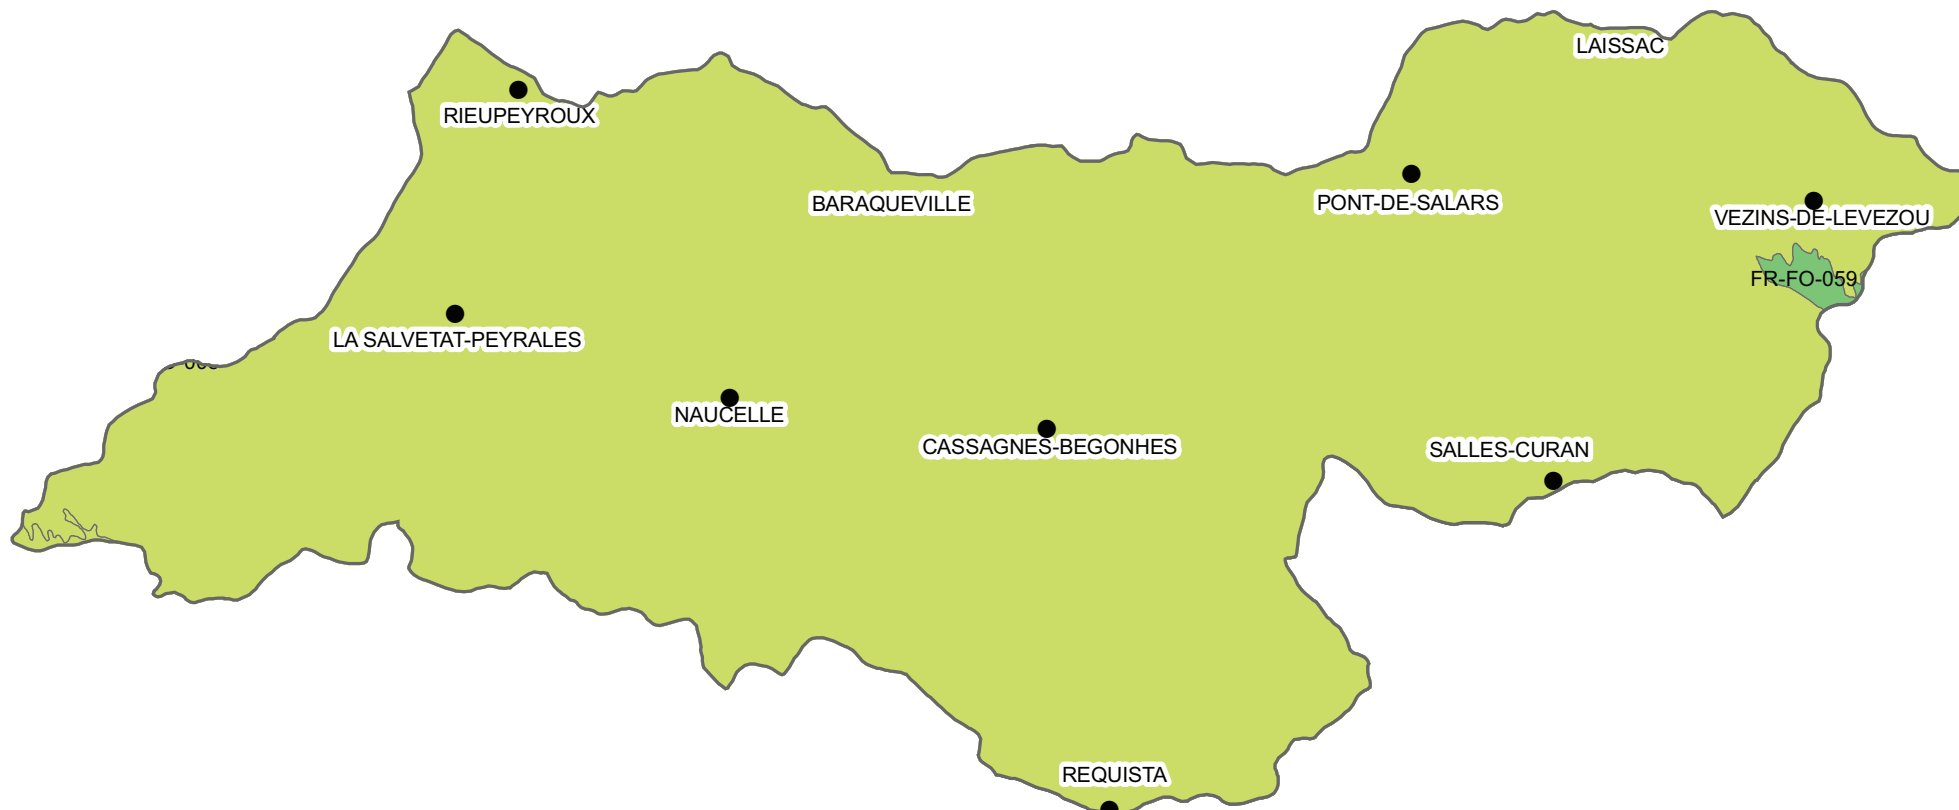 LAISSAC
RIEUPEYROUX
BARAQUEVILLE
PONT-DE-SALARS
VEZINS-DE-LEVEZOU
FR-FO-059
LA SALVETAT-PEYRALES
NAUCELLE
CASSAGNES-BEGONHES
SALLES-CURAN
REQUISTA